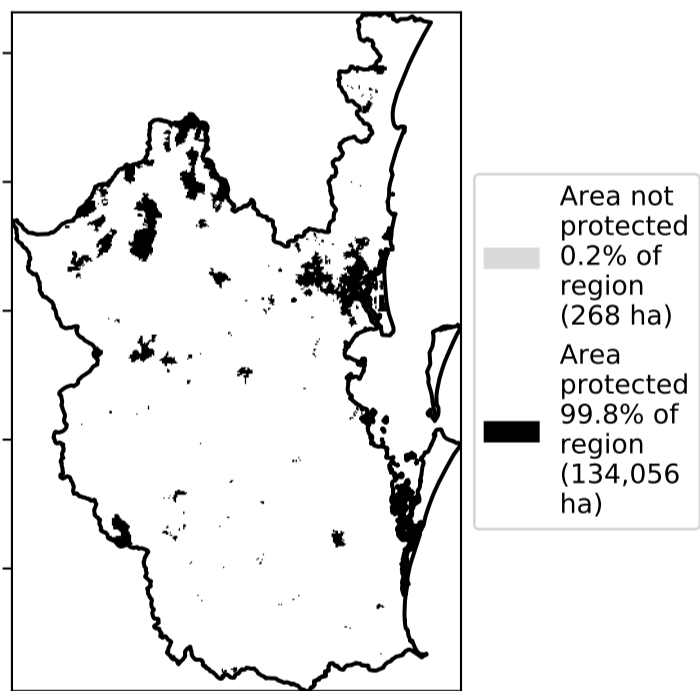 Area not
protected
0.2% of
region
(268 ha)
Area
protected
99.8% of
region
(134,056
ha)